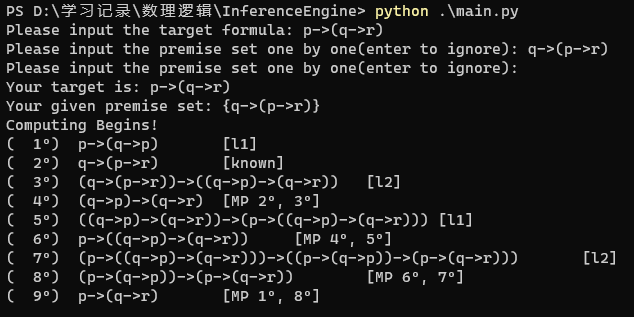 PS D:\学习记录\数理逻辑\InferenceEngine> python .\main.py
Please input the target formula: p->(q->r)
Please input the premise set one by one(enter to ignore): q->(p->r)
Please input the premise set one by one(enter to ignore):
Your target is: p->(q->r)
Your given premise set: {q->(p->r)}
Computing Begins!
(  1°)  p->(q->p)       [l1]
(  2°)  q->(p->r)       [known]
(  3°)  (q->(p->r))->((q->p)->(q->r))   [l2]
(  4°)  (q->p)->(q->r)  [MP 2°, 3°]
(  5°)  ((q->p)->(q->r))->(p->((q->p)->(q->r))) [l1]
(  6°)  p->((q->p)->(q->r))     [MP 4°, 5°]
(  7°)  (p->((q->p)->(q->r)))->((p->(q->p))->(p->(q->r)))       [l2]
(  8°)  (p->(q->p))->(p->(q->r))        [MP 6°, 7°]
(  9°)  p->(q->r)       [MP 1°, 8°]